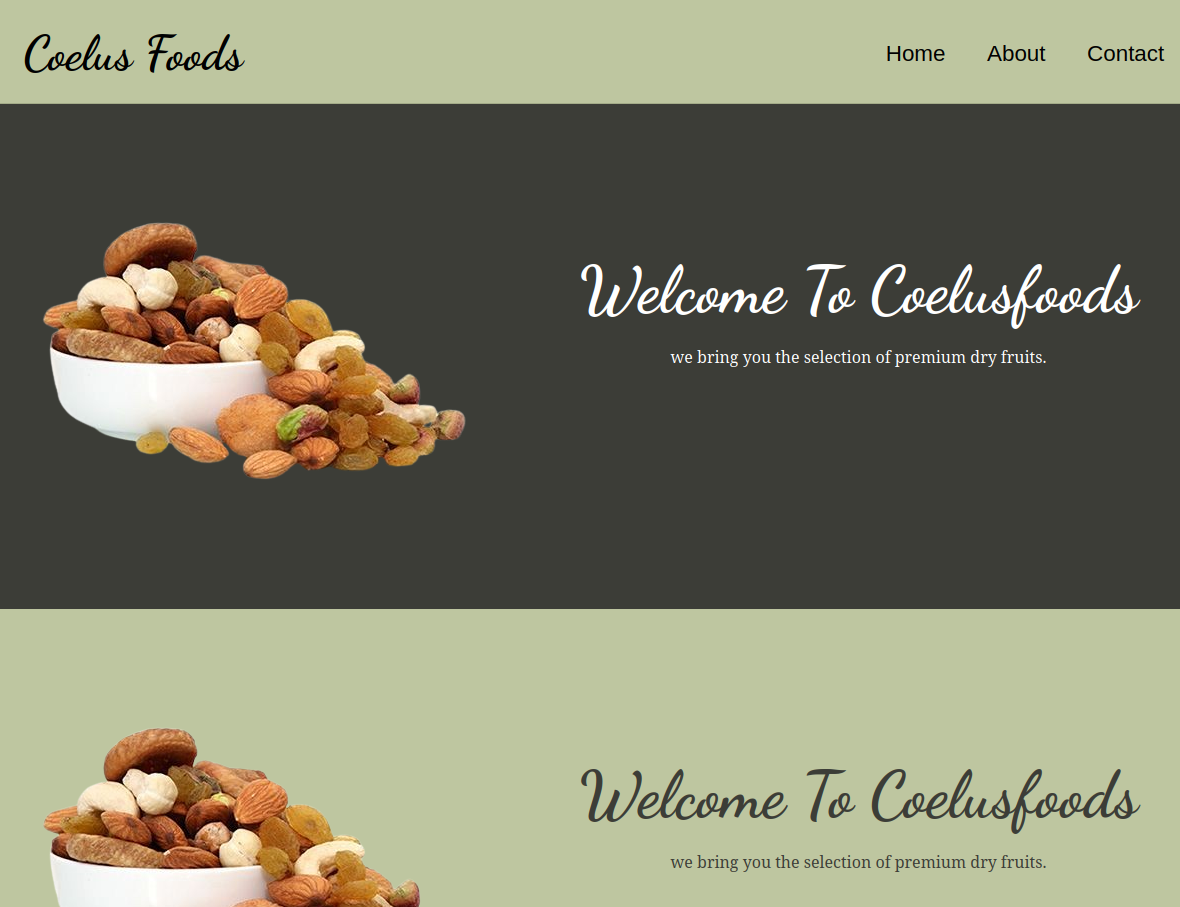 Coelus Foods
Home About Contact
Welcome To Coelusfoods
we bring you the selection of premium dry fruits.
Welcome To Coelusfoods
we bring you the selection of premium dry fruits.